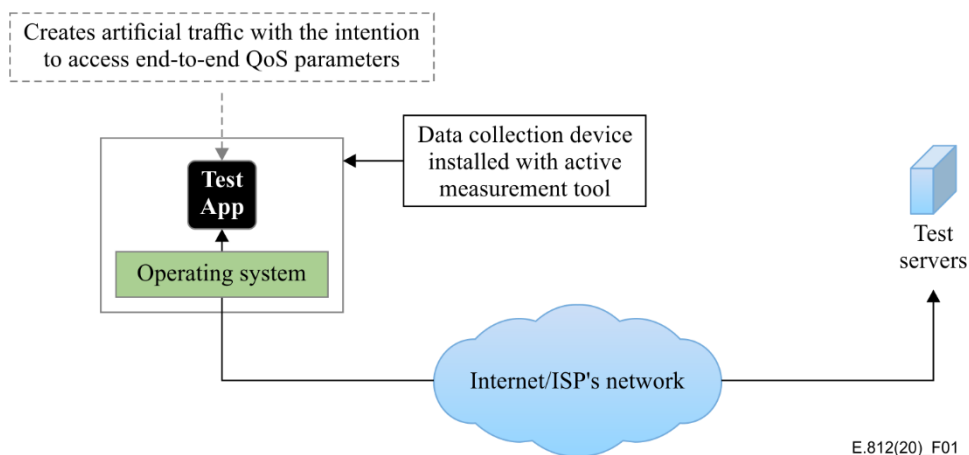 Creates artificial traffic with the intention
to access end-to-end QoS parameters
Data collection device
installed with active
measurement tool
Test
App
Operating system
Test
servers
Internet/ISP's network
E.812(20)_F01